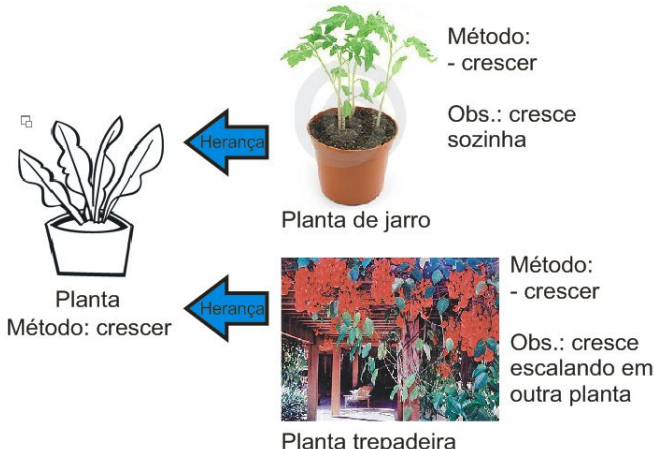 Planta
Método: crescer
Herança
Planta de jarro
Método:
- crescer
Obs.: cresce
sozinha
Herança
Planta trepadeira
Método:
- crescer
Obs.: cresce
escalando em
outra planta